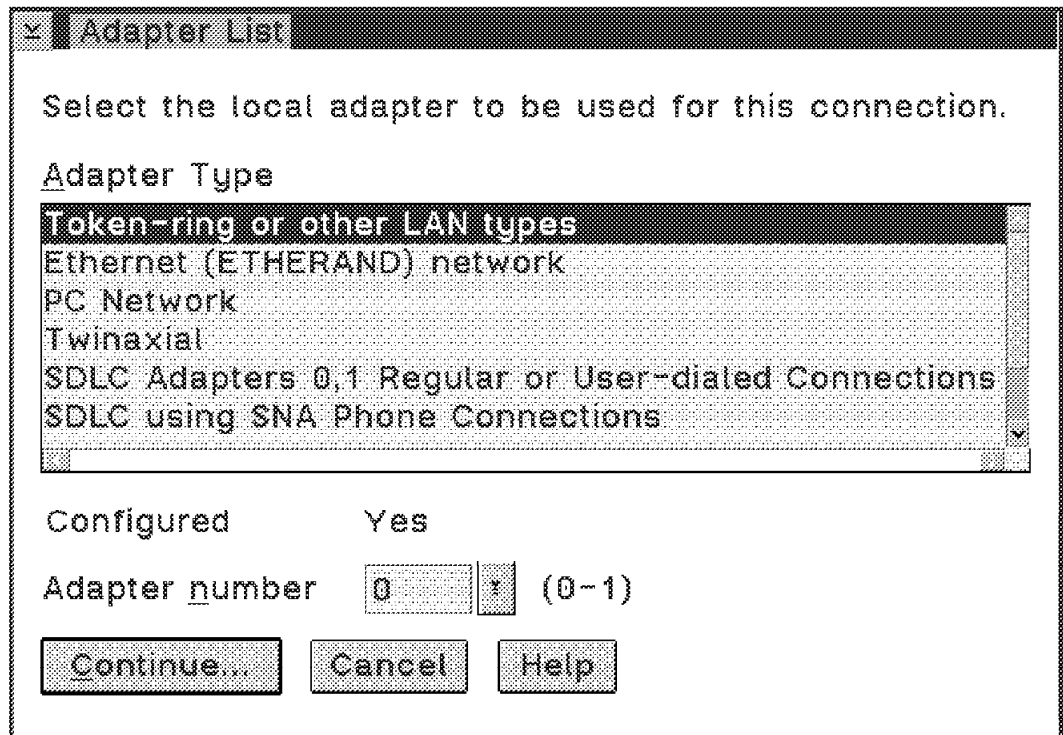 Adapter List
Select the local adapter to be used for this connection.
Adapter Type
Token-ring or other LAN types
Ethernet (ETHERAND) network
PC Network
Twinaxial
SDLC Adapters 0,1 Regular or User-dialed Connections
SDLC using SNA Phone Connections
Configured Yes
Adapter number 0 (0-1)
Continue... Cancel Help